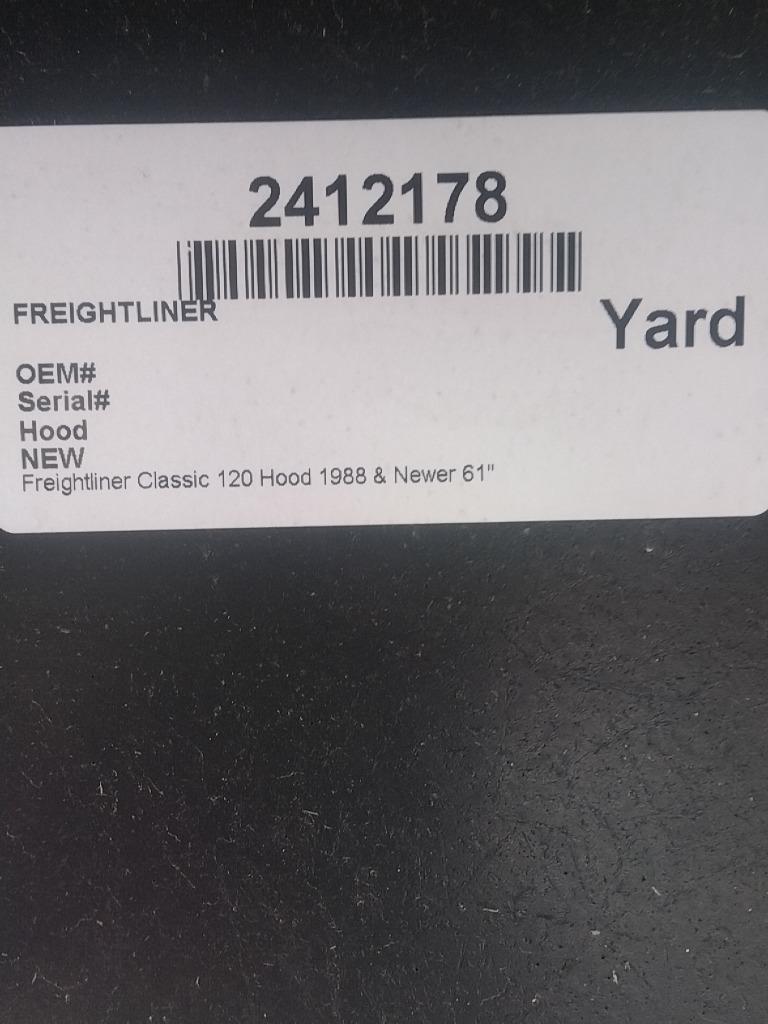 2412178
FREIGHTLINER
Yard
OEM#
Serial#
Hood
NEW
Freightliner Classic 120 Hood 1988 & Newer 61"